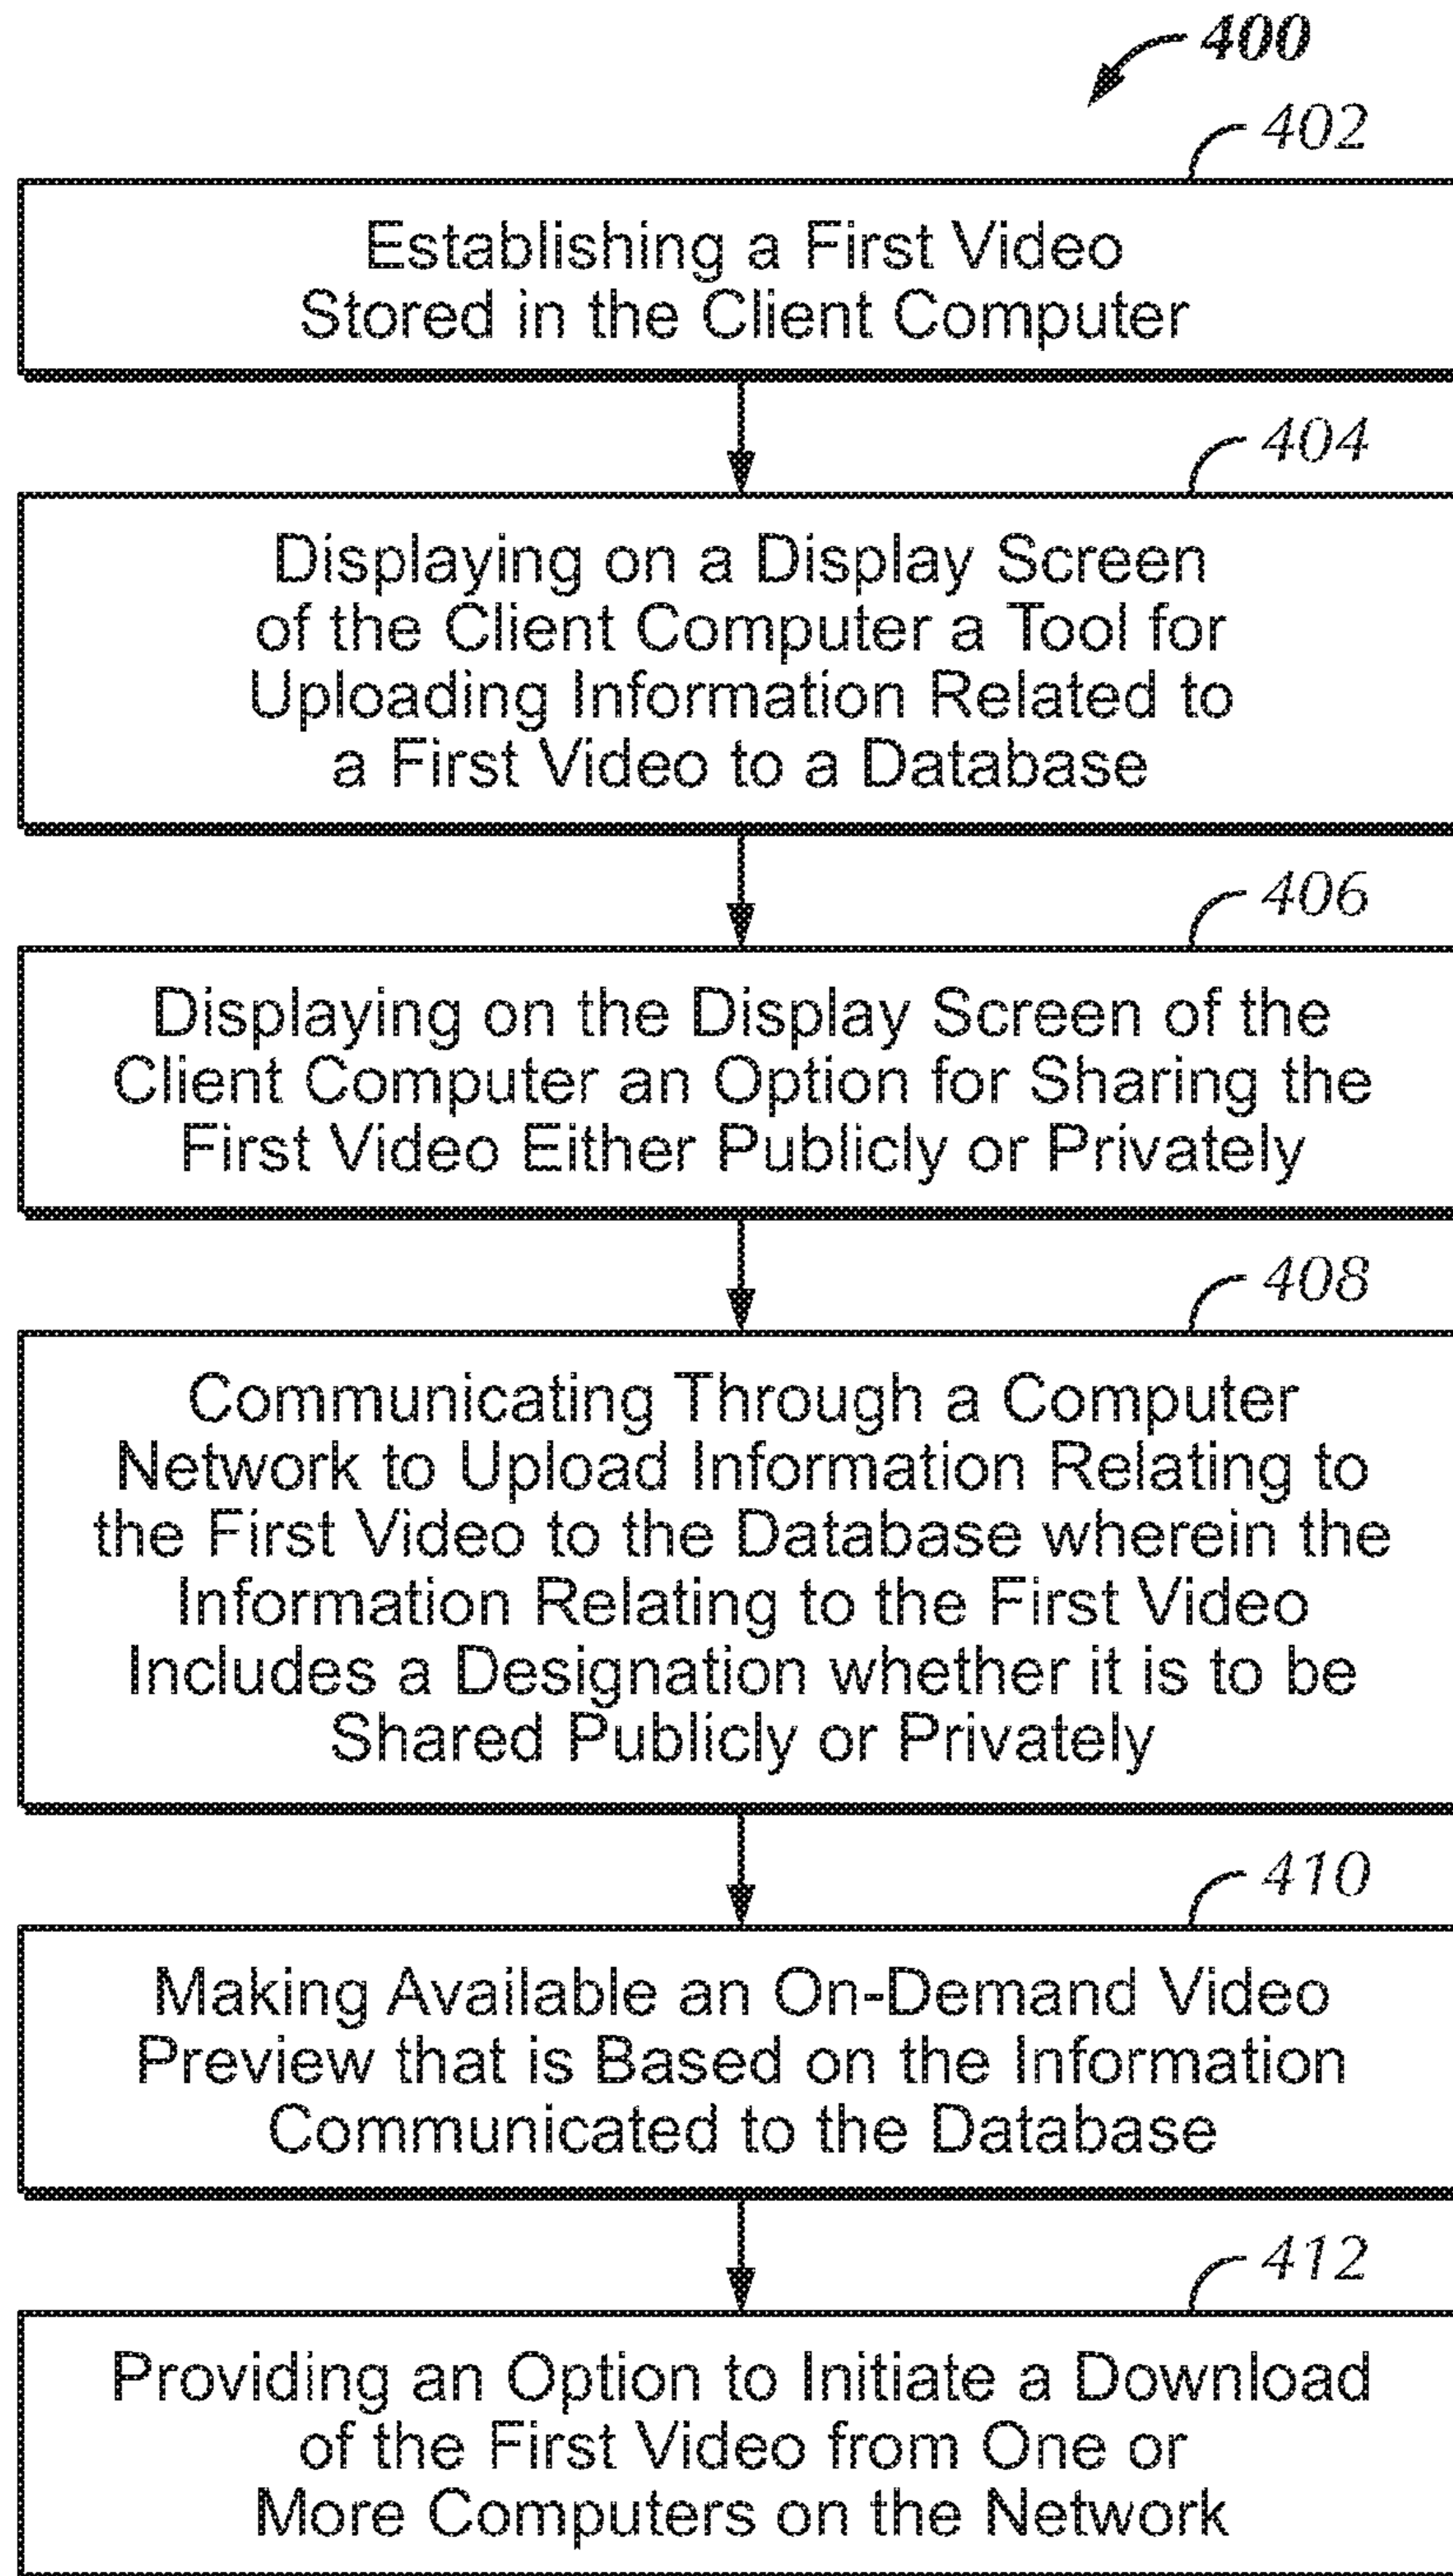 400
402
Establishing a First Video
Stored in the Client Computer
404
Displaying on a Display Screen
of the Client Computer a Tool for
Uploading Information Related to
a First Video to a Database
406
Displaying on the Display Screen of the
Client Computer an Option for Sharing the
First Video Either Publicly or Privately
408
Communicating Through a Computer
Network to Upload Information Relating to
the First Video to the Database wherein the
Information Relating to the First Video
Includes a Designation whether it is to be
Shared Publicly or Privately
410
Making Available an On-Demand Video
Preview that is Based on the Information
Communicated to the Database
412
Providing an Option to Initiate a Download
of the First Video from One or
More Computers on the Network